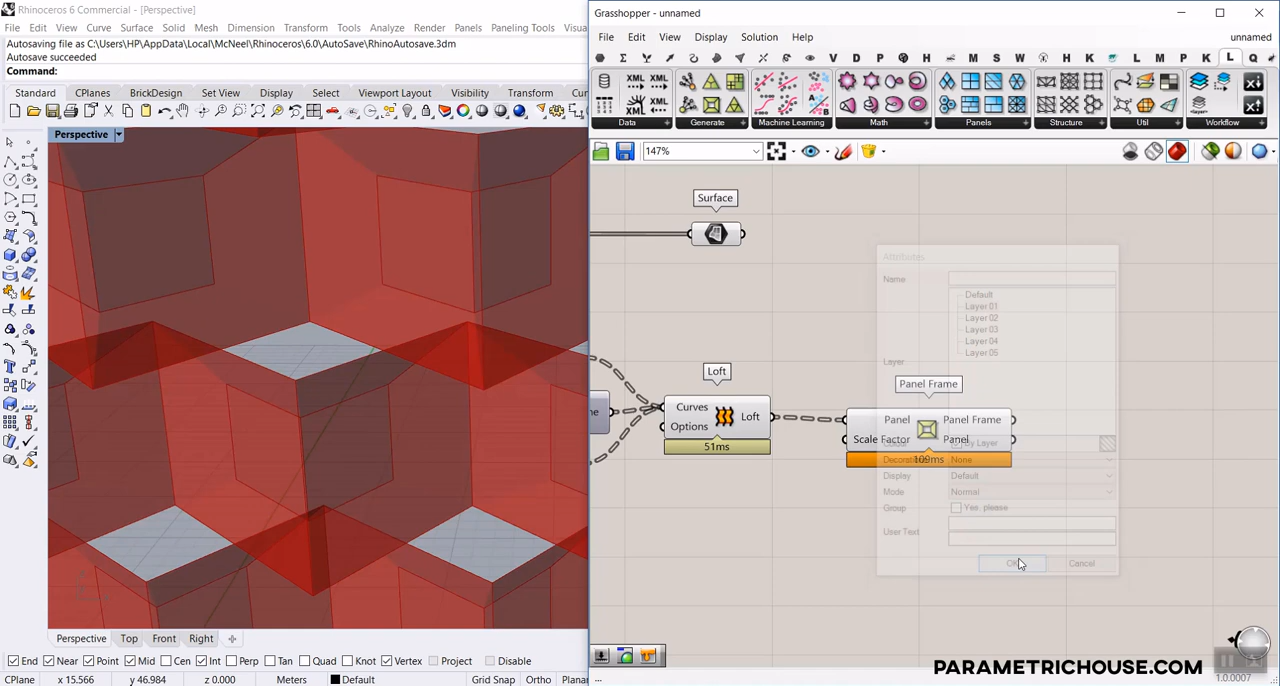 Rhinoceros 6 Commercial - [Perspective]
File Edit View Curve Surface Solid Mesh Dimension Transform Tools Analyze Render Panels Paneling Tools
Autosaving file as C:\Users\HP\AppData\Local\McNeel\Rhinoceros\6.0\AutoSave\RhinoAutosave.3dm
Autosave succeeded
Command:
Standard CPlanes BrickDesign Set View Display Select Viewport Layout Visibility Transform
Perspective
Perspective Top Front Right
End Near Point Mid Cen Int Perp Tan Quad Knot Vertex Project Disable
CPlane x 15.566 y 46.984 z 0.000 Meters Default Grid Snap Ortho Planar
Grasshopper - unnamed
File Edit View Display Solution Help unnamed
V D P H S W H L M P K L Q
XML XML
XML
Data Generate Machine Learning Math Panels Structure Util Workflow
147%
Surface
Attributes
Name
Default
Layer 01
Layer 02
Layer 03
Layer 04
Layer 05
Layer
Loft
Panel Frame
Curves Loft
Options
51ms
Panel Panel Frame
Scale Factor Panel
109ms
By Layer
None
Display Default
Mode Normal
Group Yes, please
User Text
OK Cancel
PARAMETRICHOUSE.COM
... 1.0.0007